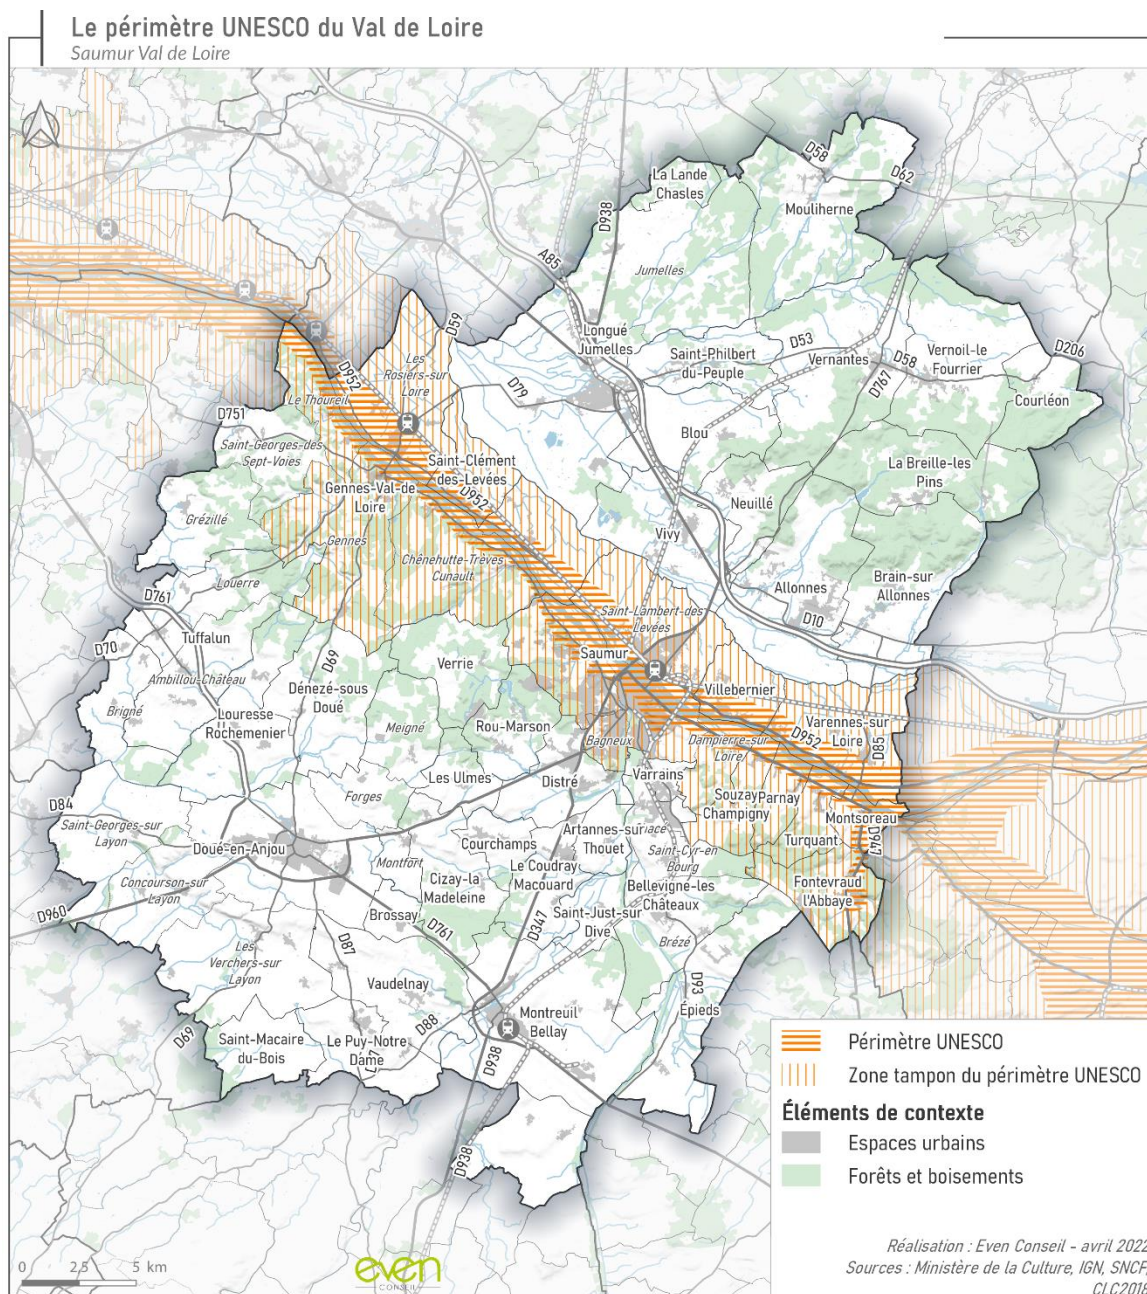 Le périmètre UNESCO du Val de Loire
Saumur Val de Loire
D58
D62
La Lande
Chasles
Mouliherne
D938
A85
Jumelles
D59
Longué
Jumelles
D53
D206
Les
Rosiers-sur
Loire
D952
Saint-Philbert
du-Peuple
Vernantes
D58
Vernoil-le
Fourrier
D79
D767
Le Thoureil
Courléon
D751
Saint-Georges-des
Sept-Voies
Blou
Saint-Clément
des-Levées
La Breille-les
Pins
Gennes-Val-de
Loire
D952
Neuillé
Grézillé
Vivy
Gennes
Chênehutte-Trèves
Cunault
Louerre
Allonnes
Brain-sur
Allonnes
D761
Saint-Lambert-des
Levées
D10
D70
Tuffalun
Saumur
D69
Verrie
Ambillou-Château
Dénezé-sous
Doué
Villebernier
Brigné
Louresse
Rochemenier
Meigné
Rou-Marson
Varennes-sur
Loire
D952
D85
Bagneux
Dampierre-sur
Loire
Les Ulmes
Distré
Varrains
Forges
Souzay
Champigny
Parnay
D84
Montsoreau
Saint-Georges-sur
Layon
Artannes-sur
Thouet
Doué-en-Anjou
Courchamps
Saint-Cyr-en
Bourg
Turquant
D947
Montfort
Le Coudray
Macouard
Cizay-la
Madeleine
Concourson-sur
Layon
Bellevigne-les
Châteaux
Fontevraud
l'Abbaye
D960
Brossay
D761
D347
Saint-Just-sur
Dive
Les
Verchers-sur
Layon
D87
Brézé
Vaudelnay
D93
Épieds
D69
D88
Montreuil
Bellay
Saint-Macaire
du-Bois
Le Puy-Notre
Dame
D938
D938
Périmètre UNESCO
Zone tampon du périmètre UNESCO
Éléments de contexte
Espaces urbains
Forêts et boisements
0 2.5 5 km
even
CONSEIL
Réalisation : Even Conseil - avril 2022
Sources : Ministère de la Culture, IGN, SNCF,
CLC2018